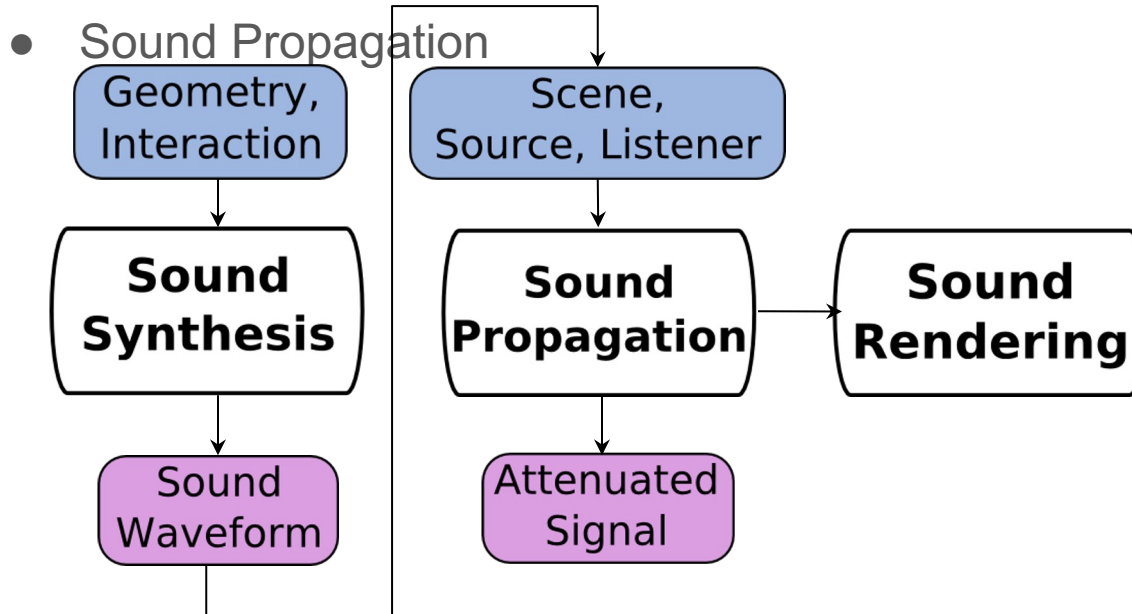 ● Sound Propagation
Geometry,
Interaction
Sound
Synthesis
Sound
Waveform
Scene,
Source, Listener
Sound
Propagation
Attenuated
Signal
Sound
Rendering